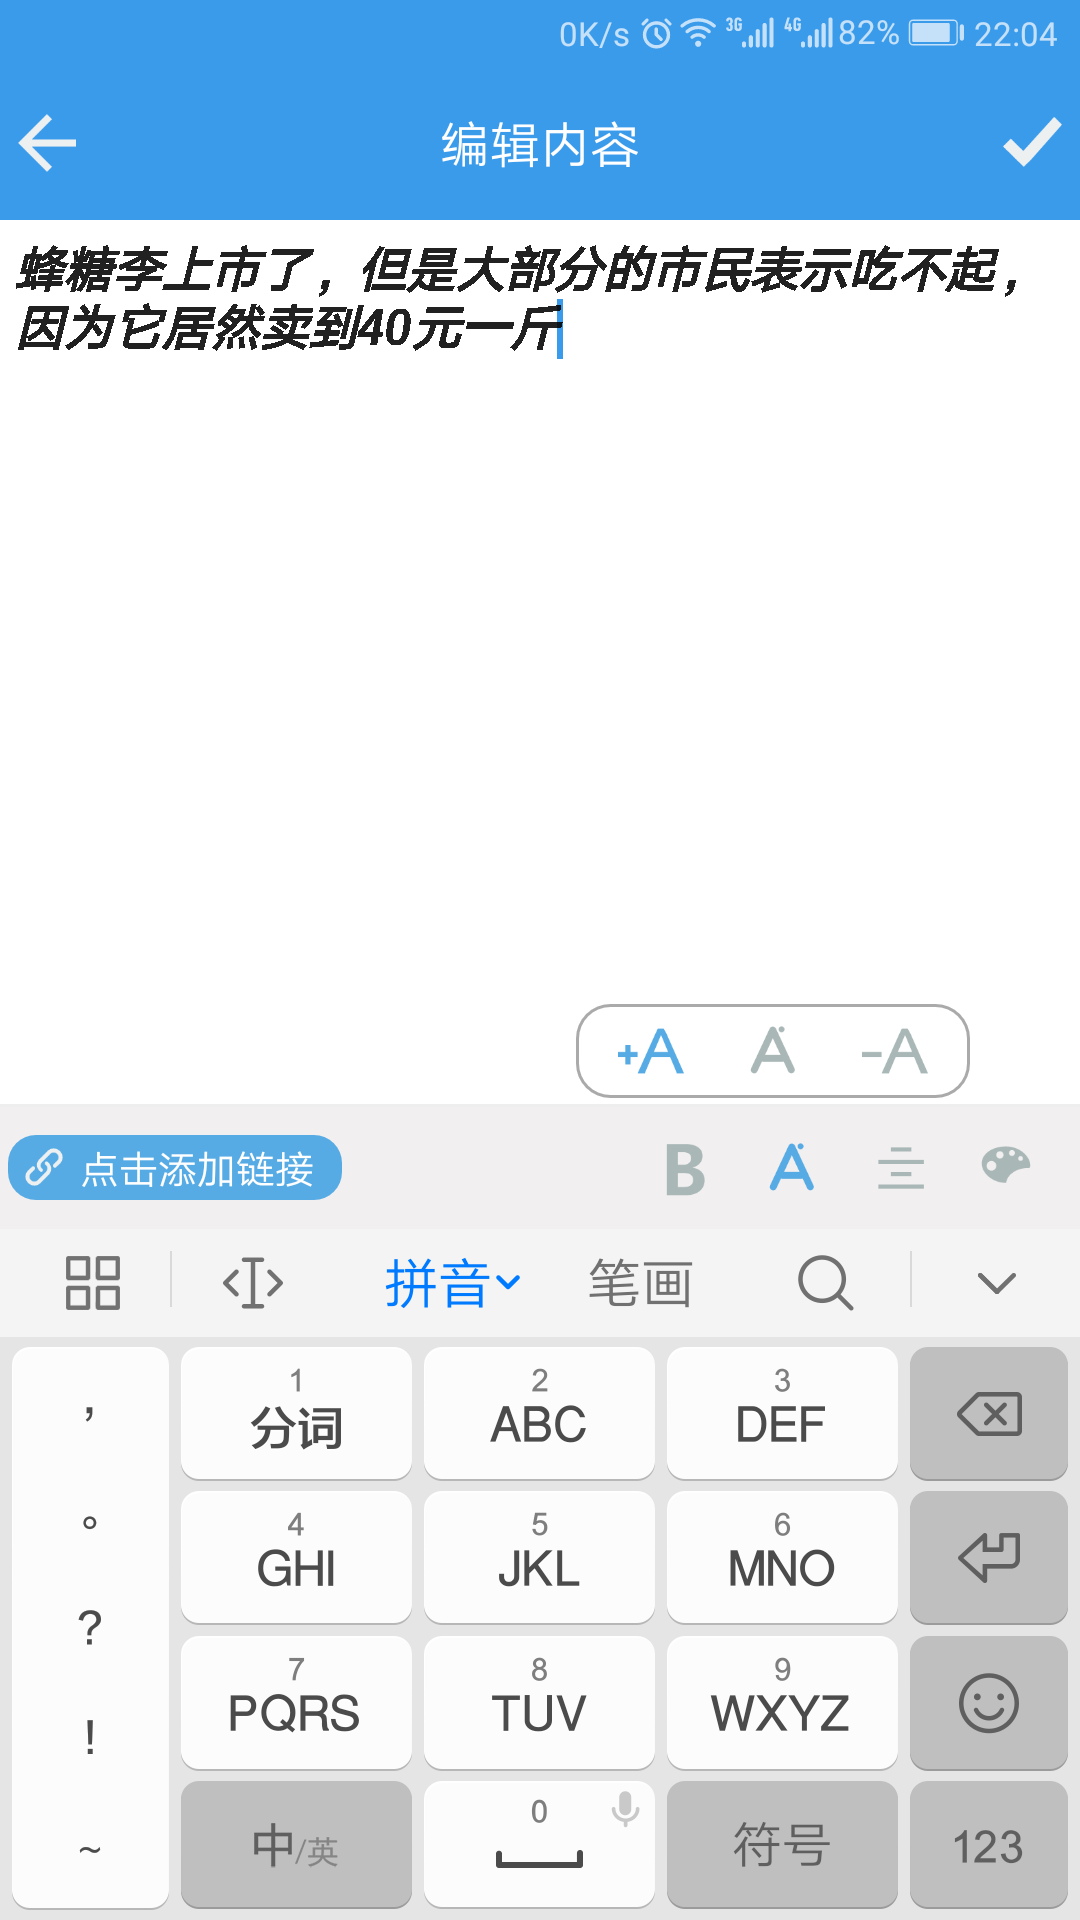 0K/s 3G 4G 82% 22:04
编辑内容
蜂糖李上市了，但是大部分的市民表示吃不起，
因为它居然卖到40元一斤
+A A -A
点击添加链接
B A
拼音 笔画
，
。
?
!
~
1
分词
2
ABC
3
DEF
4
GHI
5
JKL
6
MNO
7
PQRS
8
TUV
9
WXYZ
中/英
0
符号
123